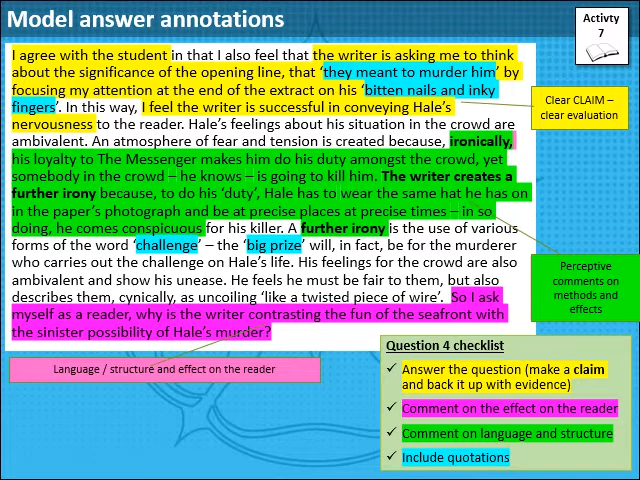 Model answer annotations
Activty
7
I agree with the student in that I also feel that the writer is asking me to think
about the significance of the opening line, that ‘they meant to murder him’ by
focusing my attention at the end of the extract on his ‘bitten nails and inky
fingers’. In this way, I feel the writer is successful in conveying Hale’s
nervousness to the reader. Hale’s feelings about his situation in the crowd are
ambivalent. An atmosphere of fear and tension is created because, ironically,
his loyalty to The Messenger makes him do his duty amongst the crowd, yet
somebody in the crowd – he knows – is going to kill him. The writer creates a
further irony because, to do his ‘duty’, Hale has to wear the same hat he has on
in the paper’s photograph and be at precise places at precise times – in so
doing, he comes conspicuous for his killer. A further irony is the use of various
forms of the word ‘challenge’ – the ‘big prize’ will, in fact, be for the murderer
who carries out the challenge on Hale’s life. His feelings for the crowd are also
ambivalent and show his unease. He feels he must be fair to them, but also
describes them, cynically, as uncoiling ‘like a twisted piece of wire’. So I ask
myself as a reader, why is the writer contrasting the fun of the seafront with
the sinister possibility of Hale’s murder?
Clear CLAIM –
clear evaluation
Perceptive
comments on
methods and
effects
Language / structure and effect on the reader
Question 4 checklist
✓ Answer the question (make a claim
and back it up with evidence)
✓ Comment on the effect on the reader
✓ Comment on language and structure
✓ Include quotations